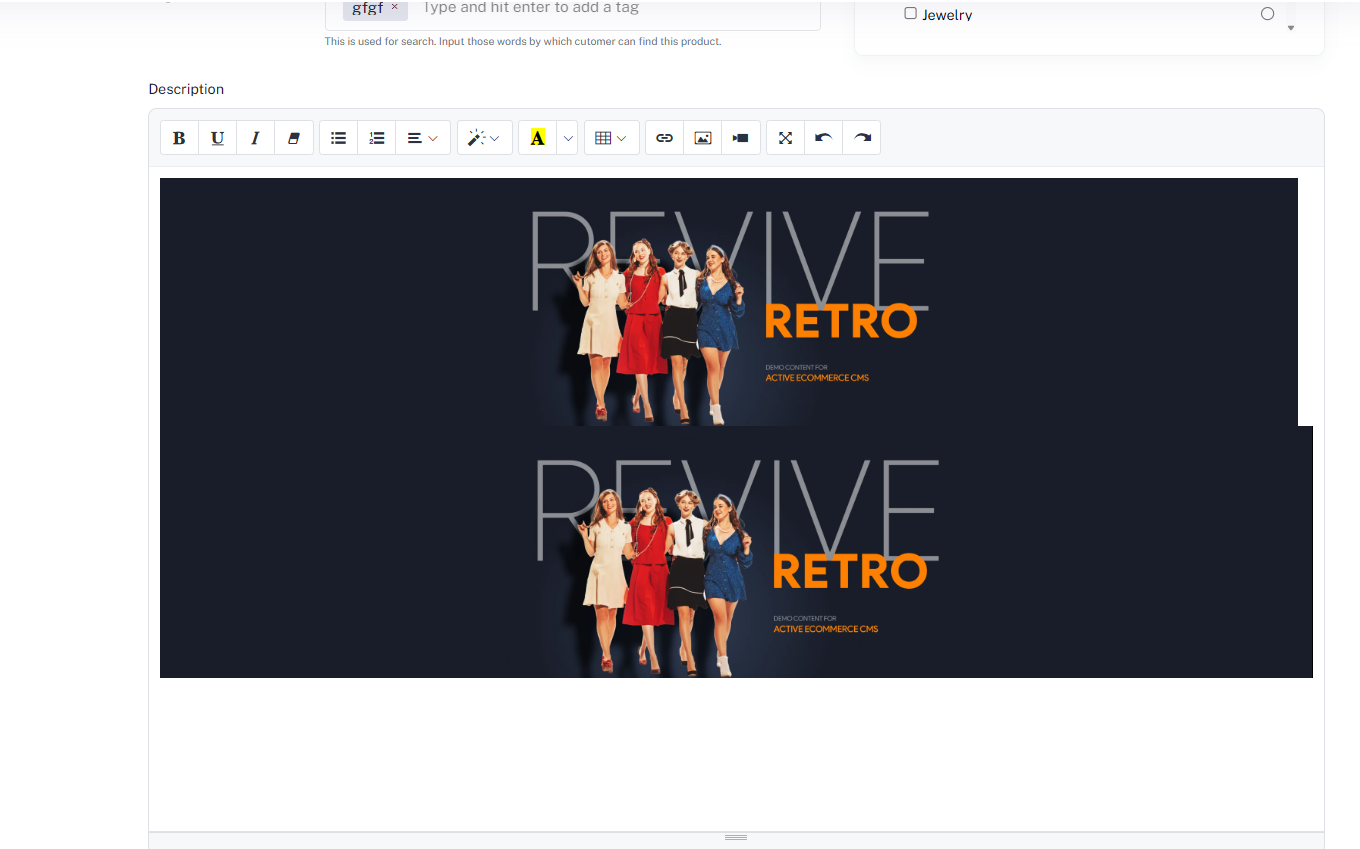 gfgf × Type and hit enter to add a tag
Jewelry
This is used for search. Input those words by which cutomer can find this product.
Description
B U I A
REVIVE
RETRO
DEMO CONTENT FOR
ACTIVE ECOMMERCE CMS
REVIVE
RETRO
DEMO CONTENT FOR
ACTIVE ECOMMERCE CMS